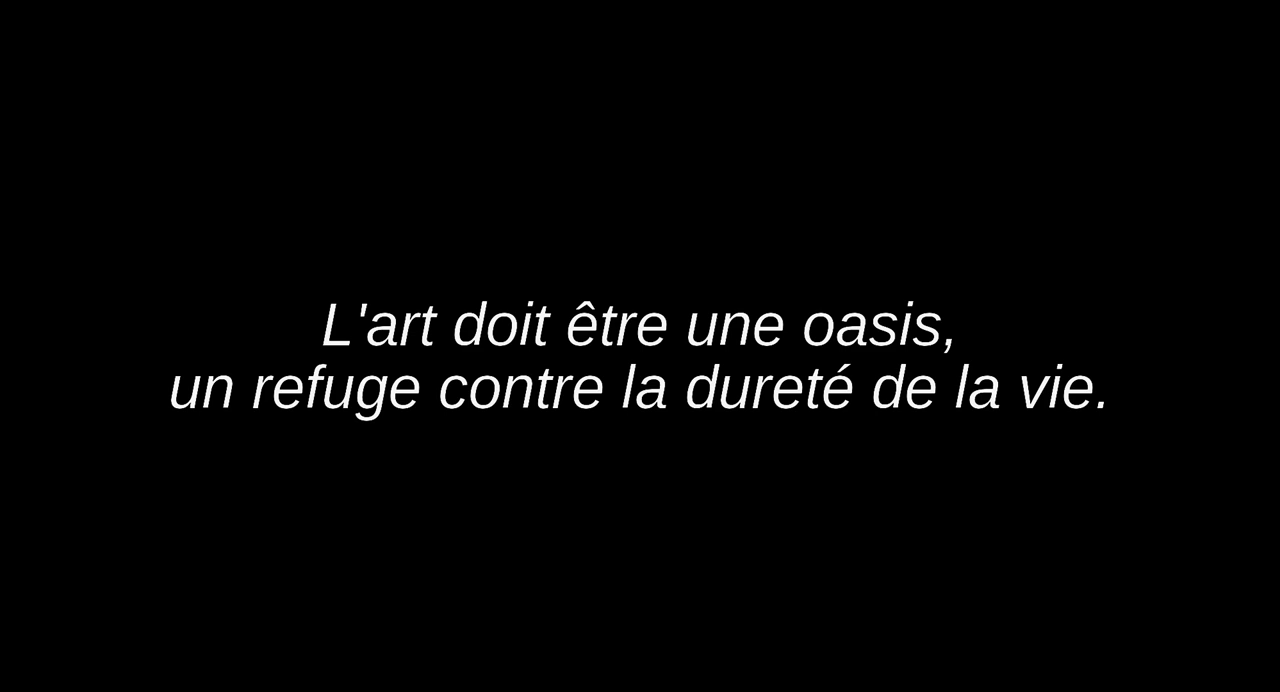 L'art doit être une oasis,
un refuge contre la dureté de la vie.